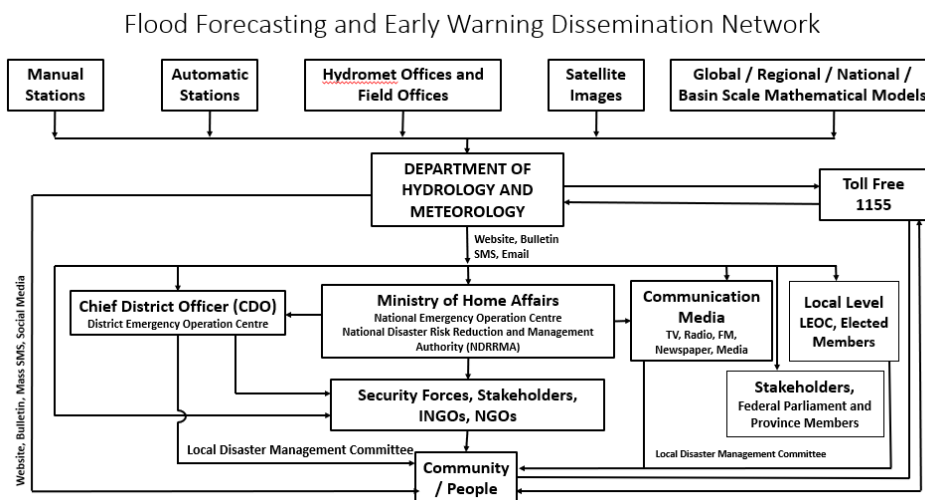 Flood Forecasting and Early Warning Dissemination Network
Manual
Stations
Automatic
Stations
Hydromet Offices and
Field Offices
Satellite
Images
Global / Regional / National /
Basin Scale Mathematical Models
DEPARTMENT OF
HYDROLOGY AND
METEOROLOGY
Toll Free
1155
Website, Bulletin
SMS, Email
Website, Bulletin, Mass SMS, Social Media
Chief District Officer (CDO)
District Emergency Operation Centre
Ministry of Home Affairs
National Emergency Operation Centre
National Disaster Risk Reduction and Management
Authority (NDRRMA)
Communication
Media
TV, Radio, FM,
Newspaper, Media
Local Level
LEOC, Elected
Members
Security Forces, Stakeholders,
INGOs, NGOs
Stakeholders,
Federal Parliament and
Province Members
Local Disaster Management Committee
Local Disaster Management Committee
Community
/ People